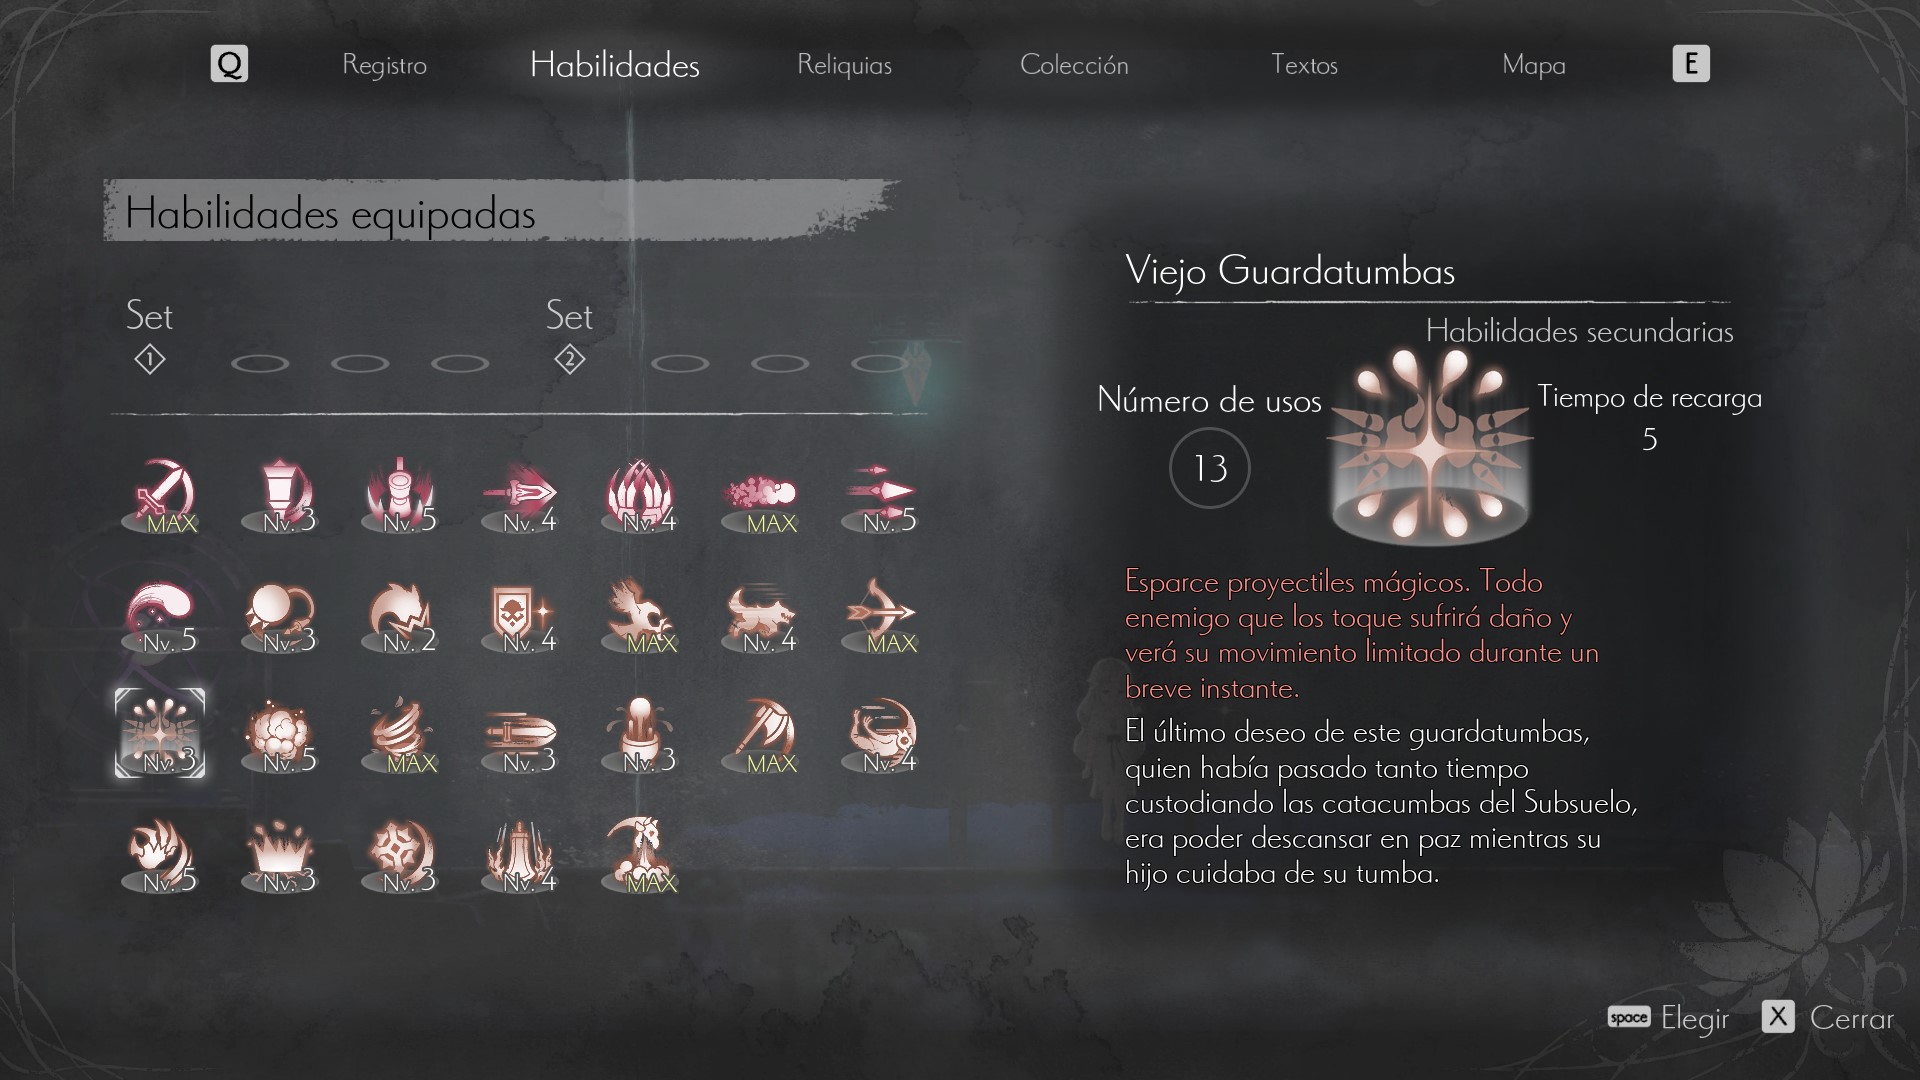 Q Registro Habilidades Reliquias Colección Textos Mapa E
Habilidades equipadas
Set Set
1 2
MAX Nv. 3 Nv. 5 Nv. 4 Nv. 4 MAX Nv. 5
Nv. 5 Nv. 3 Nv. 2 Nv. 4 MAX Nv. 4 MAX
Nv. 3 Nv. 5 MAX Nv. 3 Nv. 3 MAX Nv. 4
Nv. 5 Nv. 3 Nv. 3 Nv. 4 MAX
Viejo Guardatumbas
Habilidades secundarias
Número de usos
13
Tiempo de recarga
5
Esparce proyectiles mágicos. Todo
enemigo que los toque sufrirá daño y
verá su movimiento limitado durante un
breve instante.
El último deseo de este guardatumbas,
quien había pasado tanto tiempo
custodiando las catacumbas del Subsuelo,
era poder descansar en paz mientras su
hijo cuidaba de su tumba.
space Elegir X Cerrar